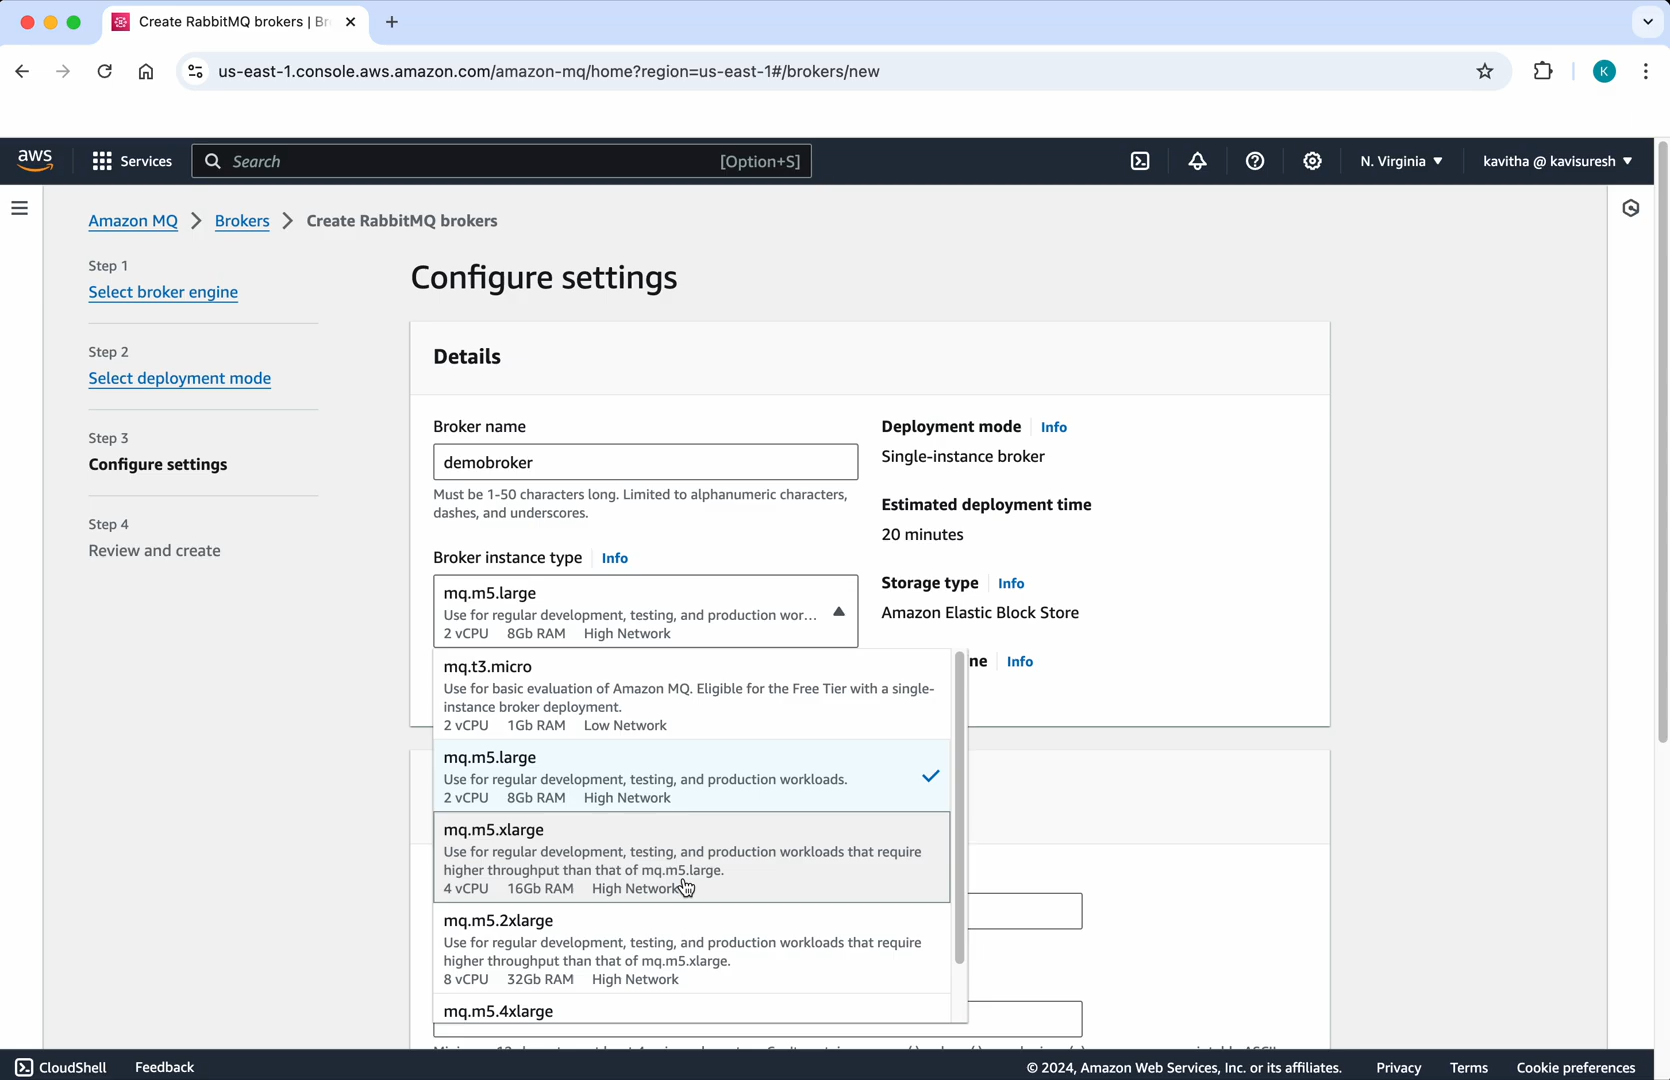 Create RabbitMQ brokers | Br
us-east-1.console.aws.amazon.com/amazon-mq/home?region=us-east-1#/brokers/new
K
aws
Services
Search
[Option+S]
N. Virginia
kavitha @ kavisuresh
Amazon MQ
Brokers
Create RabbitMQ brokers
Step 1
Select broker engine
Step 2
Select deployment mode
Step 3
Configure settings
Step 4
Review and create
Configure settings
Details
Broker name
demobroker
Must be 1-50 characters long. Limited to alphanumeric characters,
dashes, and underscores.
Broker instance type
Info
mq.m5.large
Use for regular development, testing, and production wor...
2 vCPU 8Gb RAM High Network
mq.t3.micro
Use for basic evaluation of Amazon MQ. Eligible for the Free Tier with a single-
instance broker deployment.
2 vCPU 1Gb RAM Low Network
mq.m5.large
Use for regular development, testing, and production workloads.
2 vCPU 8Gb RAM High Network
mq.m5.xlarge
Use for regular development, testing, and production workloads that require
higher throughput than that of mq.m5.large.
4 vCPU 16Gb RAM High Network
mq.m5.2xlarge
Use for regular development, testing, and production workloads that require
higher throughput than that of mq.m5.xlarge.
8 vCPU 32Gb RAM High Network
mq.m5.4xlarge
Deployment mode
Info
Single-instance broker
Estimated deployment time
20 minutes
Storage type
Info
Amazon Elastic Block Store
ne
Info
CloudShell
Feedback
© 2024, Amazon Web Services, Inc. or its affiliates.
Privacy
Terms
Cookie preferences